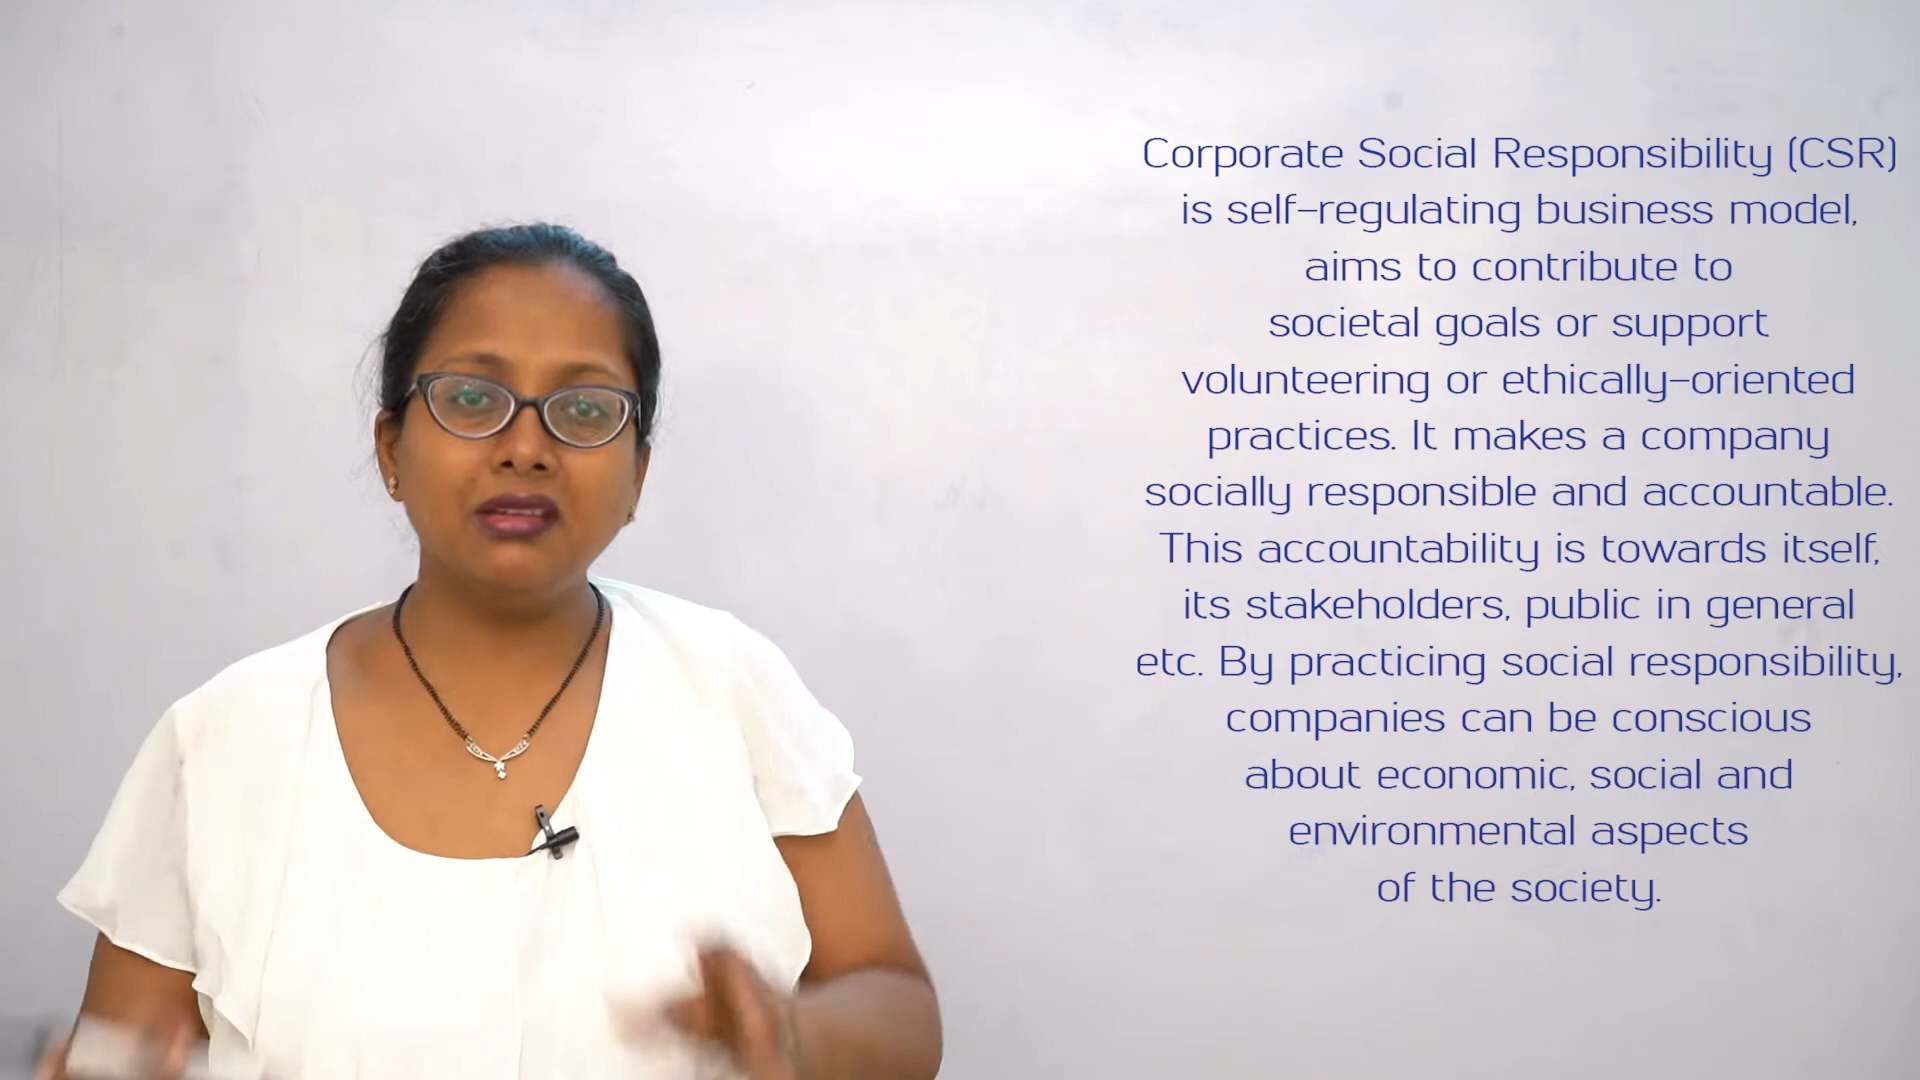 Corporate Social Responsibility (CSR)
is self-regulating business model,
aims to contribute to
societal goals or support
volunteering or ethically-oriented
practices. It makes a company
socially responsible and accountable.
This accountability is towards itself,
its stakeholders, public in general
etc. By practicing social responsibility,
companies can be conscious
about economic, social and
environmental aspects
of the society.